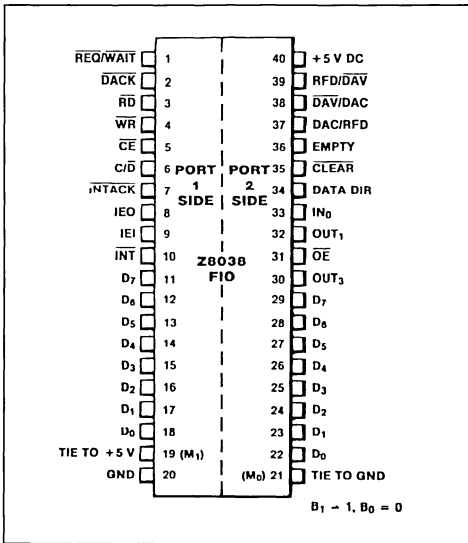 REQ/WAIT 1 40 +5 V DC
DACK 2 39 RFD/DAV
RD 3 38 DAV/DAC
WR 4 37 DAC/RFD
CE 5 36 EMPTY
C/D 6 35 CLEAR
PORT PORT
1 2
SIDE SIDE
INTACK 7 34 DATA DIR
IEO 8 33 IN₀
IEI 9 32 OUT₁
Z8038
FIO
INT 10 31 OE
D₇ 11 30 OUT₃
D₆ 12 29 D₇
D₅ 13 28 D₆
D₄ 14 27 D₅
D₃ 15 26 D₄
D₂ 16 25 D₃
D₁ 17 24 D₂
D₀ 18 23 D₁
TIE TO +5 V 19 (M₁) 22 D₀
GND 20 (M₀) 21 TIE TO GND
B₁ – 1, B₀ = 0